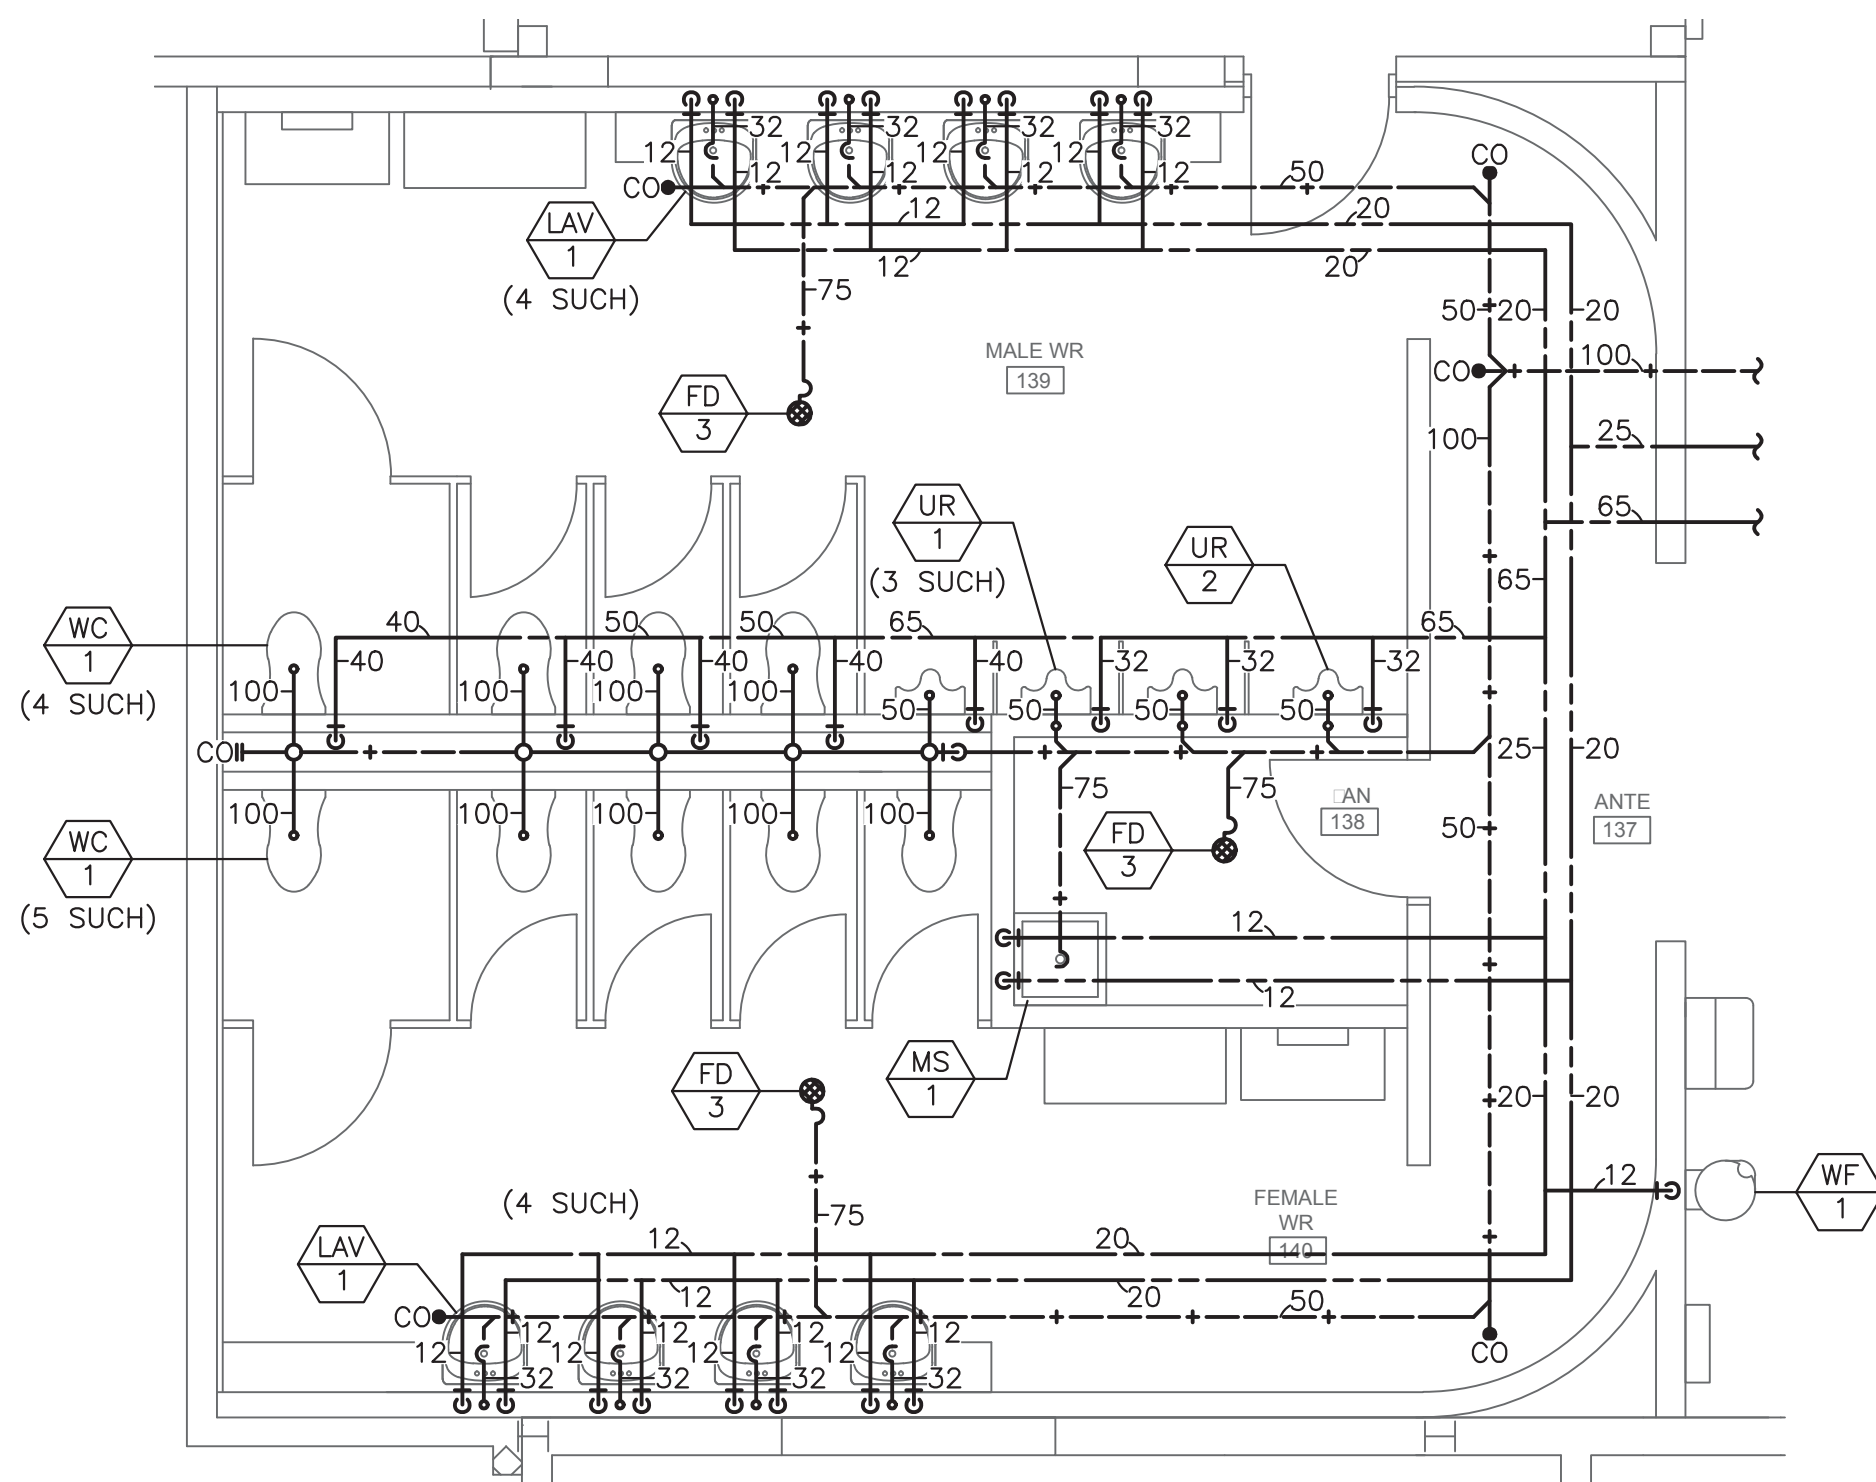 32 32 32 32
12 12 12 12
12 12 12 12
CO
50
CO
LAV
1
(4 SUCH)
12
20
12
20
75
50 20 20
MALE WR
139
100
CO
FD
3
100
25
65
UR
1
(3 SUCH)
UR
2
65
WC
1
(4 SUCH)
40 50 50 65 65
40 40 40 40 40 32 32 32
100 100 100 100
50 50 50 50
CO
25 20
75 75
AN
138
ANTE
137
100 100 100 100 100
50
WC
1
(5 SUCH)
FD
3
12
12
FD
3
MS
1
20 20
12
WF
1
(4 SUCH)
75
FEMALE
WR
140
LAV
1
12
20
12
20
50
CO
12 12 12 12
12 12 12 12
32 32 32 32
CO